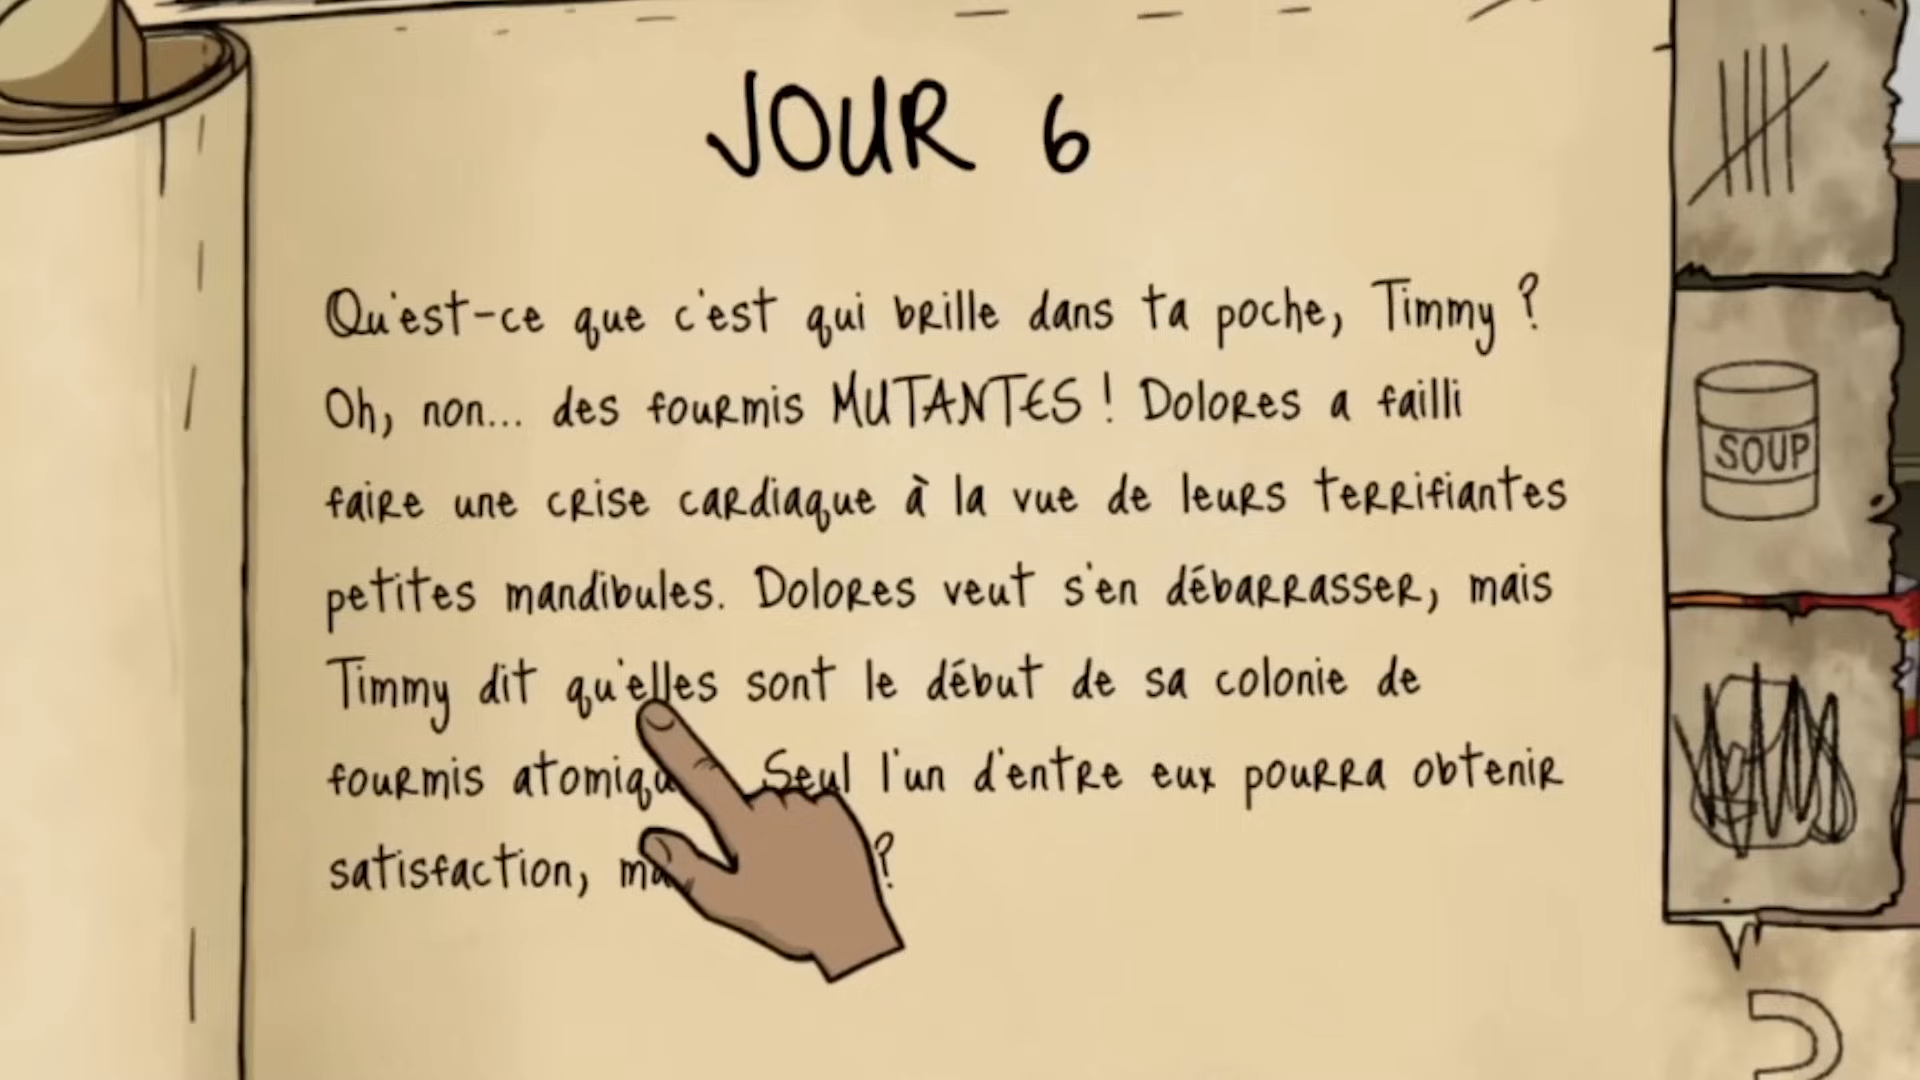 JOUR 6
Qu'est-ce que c'est qui brille dans ta poche, Timmy ?
Oh, non... des fourmis MUTANTES ! Dolores a failli
faire une crise cardiaque à la vue de leurs terrifiantes
petites mandibules. Dolores veut s'en débarrasser, mais
Timmy dit qu'elles sont le début de sa colonie de
fourmis Seul l'un d'entre eux pourra obtenir
satisfaction, ?
SOUP